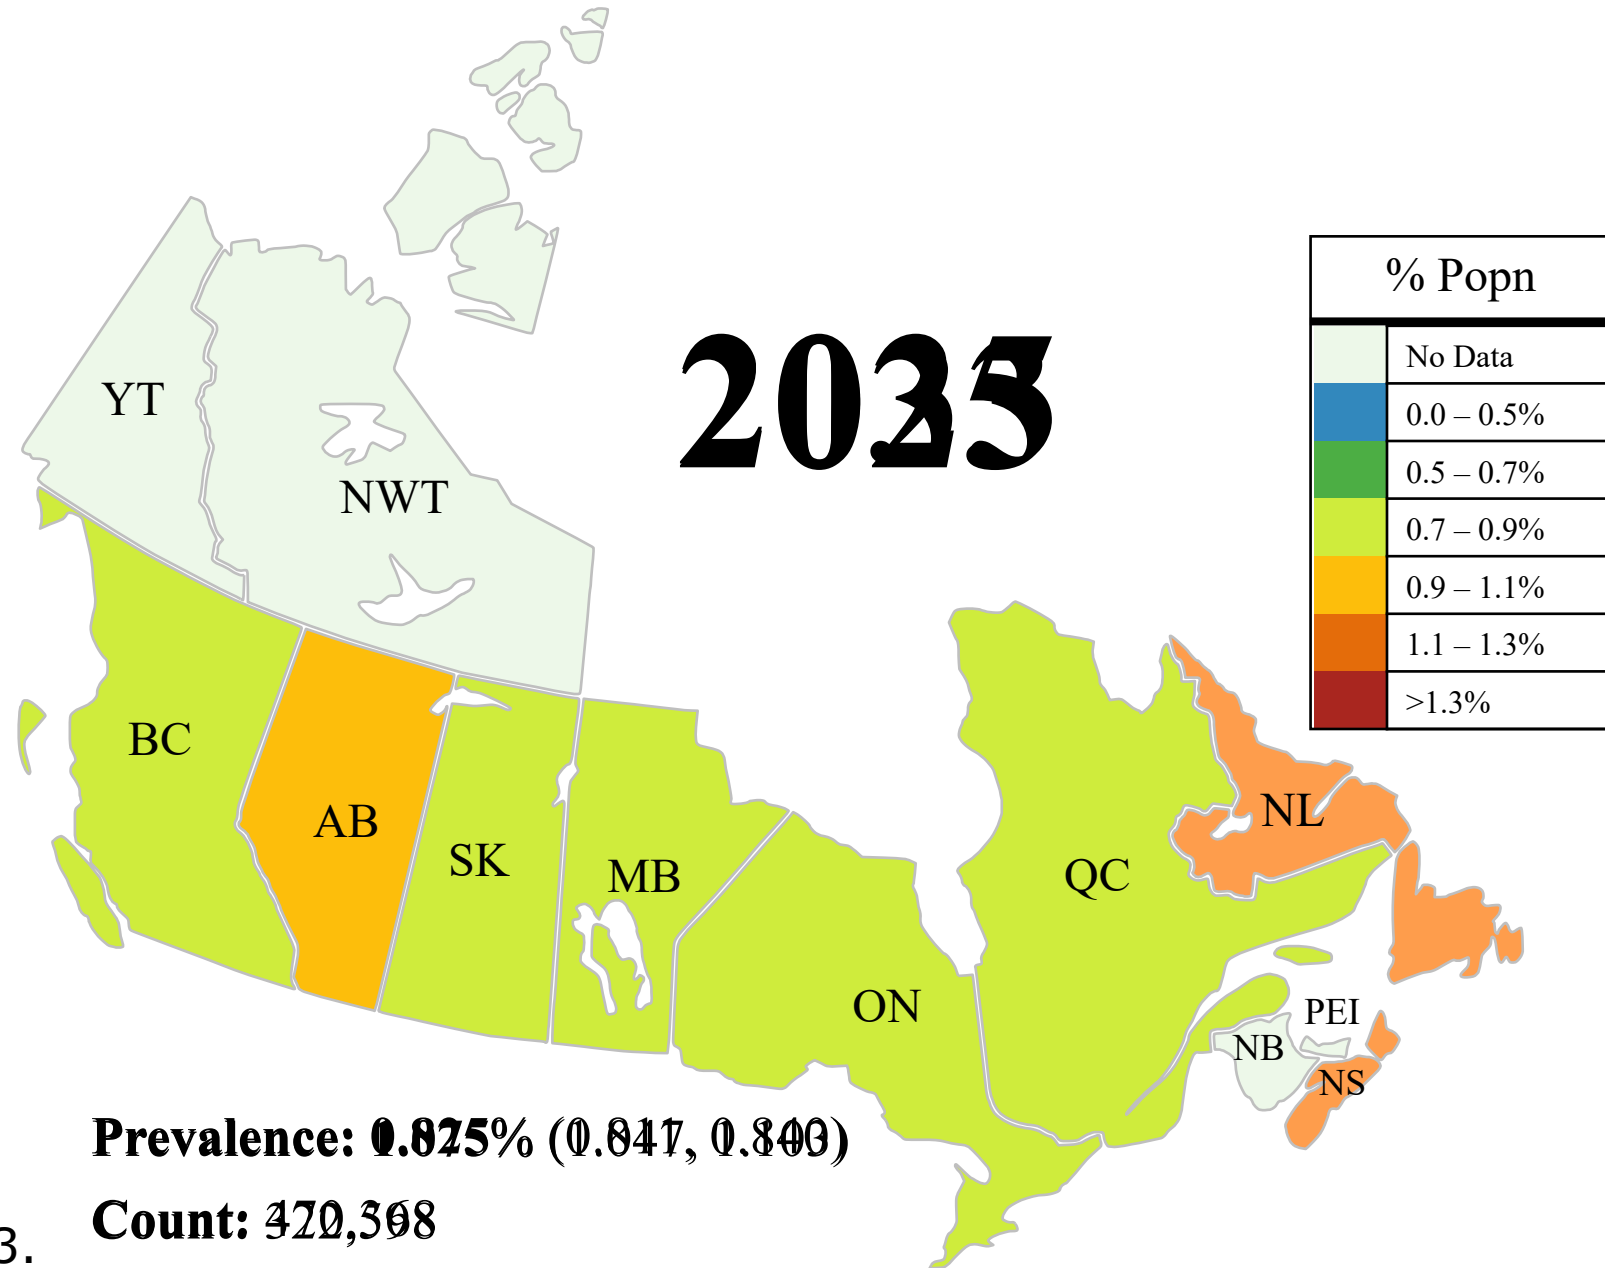 % Popn
No Data
0.0 – 0.5%
0.5 – 0.7%
0.7 – 0.9%
0.9 – 1.1%
1.1 – 1.3%
>1.3%
YT
NWT
BC
AB
SK
MB
ON
QC
NL
PEI
NB
NS
Prevalence:
Count:
3.